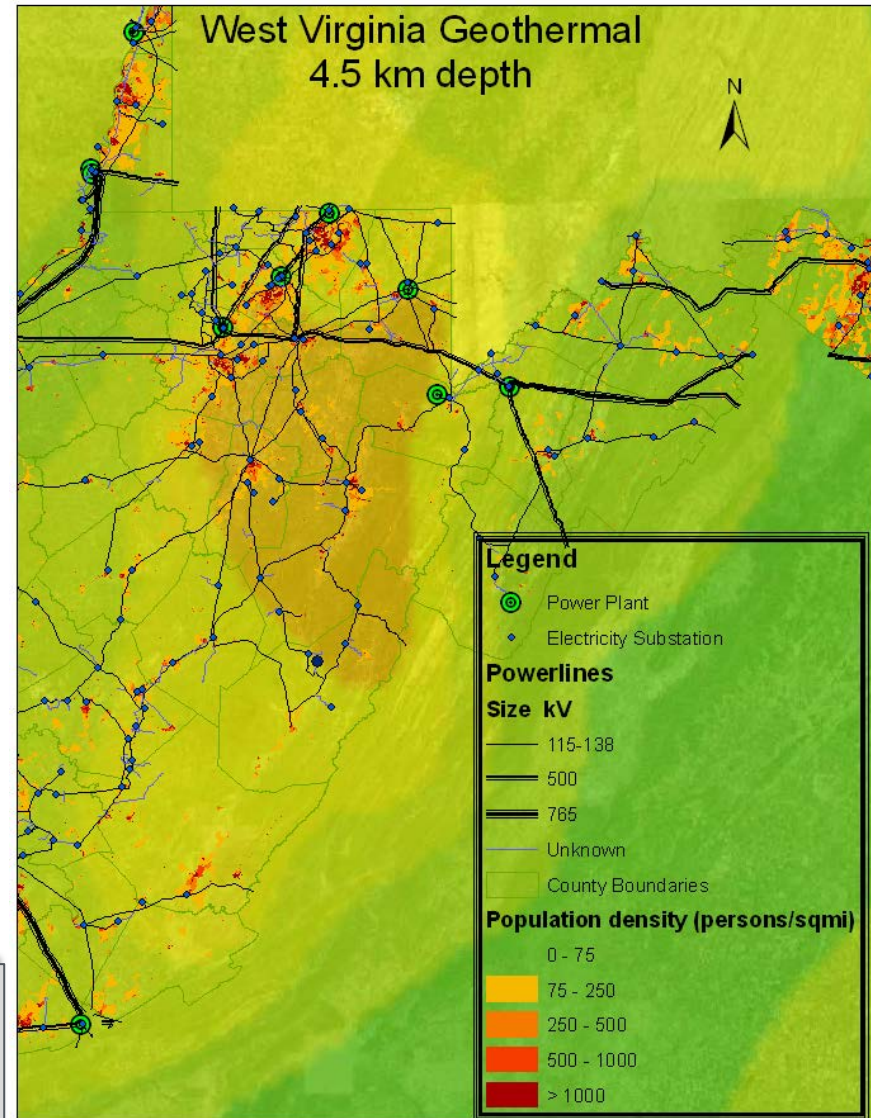 West Virginia Geothermal
4.5 km depth
N
Legend
Power Plant
Electricity Substation
Powerlines
Size kV
115-138
500
765
Unknown
County Boundaries
Population density (persons/sqmi)
0 - 75
75 - 250
250 - 500
500 - 1000
> 1000